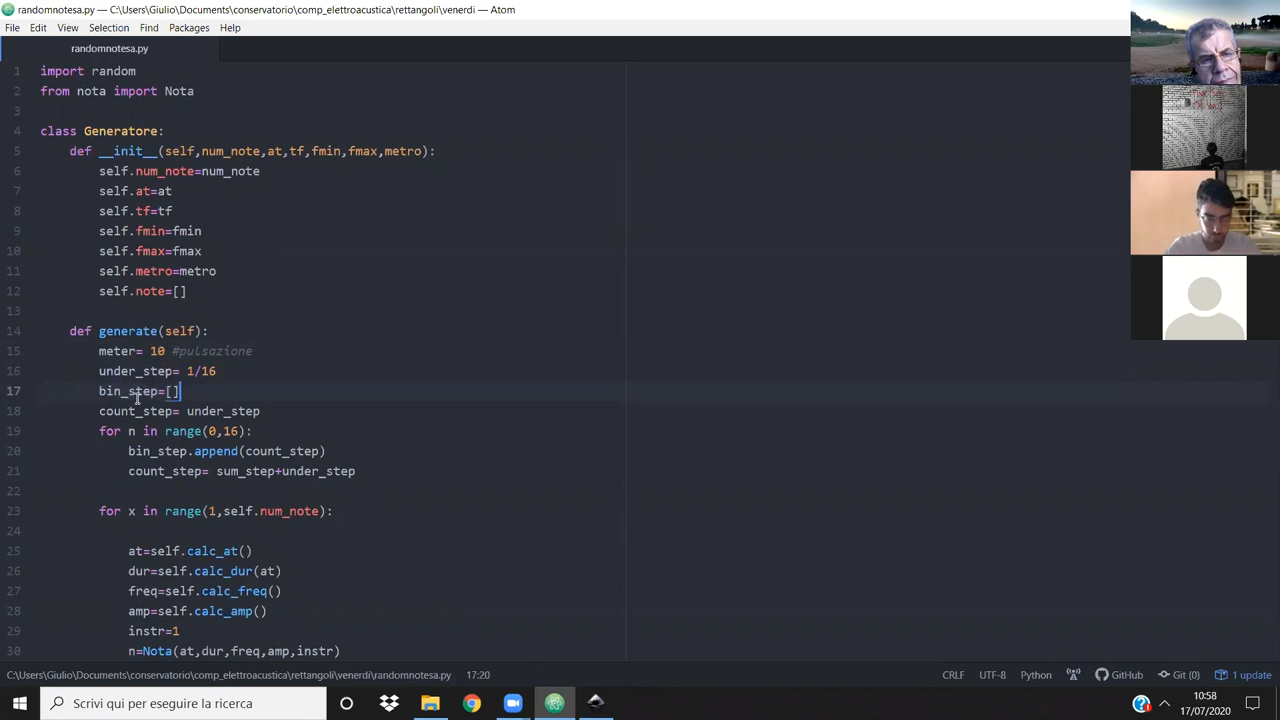 randomnotesa.py — C:\Users\Giulio\Documents\conservatorio\comp_elettroacustica\rettangoli\venerdi — Atom
File Edit View Selection Find Packages Help
randomnotesa.py
1 import random
2 from nota import Nota
3
4 class Generatore:
5 def __init__(self,num_note,at,tf,fmin,fmax,metro):
6 self.num_note=num_note
7 self.at=at
8 self.tf=tf
9 self.fmin=fmin
10 self.fmax=fmax
11 self.metro=metro
12 self.note=[]
13
14 def generate(self):
15 meter= 10 #pulsazione
16 under_step= 1/16
17 bin_step=[]
18 count_step= under_step
19 for n in range(0,16):
20 bin_step.append(count_step)
21 count_step= sum_step+under_step
22
23 for x in range(1,self.num_note):
24
25 at=self.calc_at()
26 dur=self.calc_dur(at)
27 freq=self.calc_freq()
28 amp=self.calc_amp()
29 instr=1
30 n=Nota(at,dur,freq,amp,instr)
C:\Users\Giulio\Documents\conservatorio\comp_elettroacustica\rettangoli\venerdi\randomnotesa.py 17:20 CRLF UTF-8 Python GitHub Git (0) 1 update
Scrivi qui per eseguire la ricerca
10:58
17/07/2020